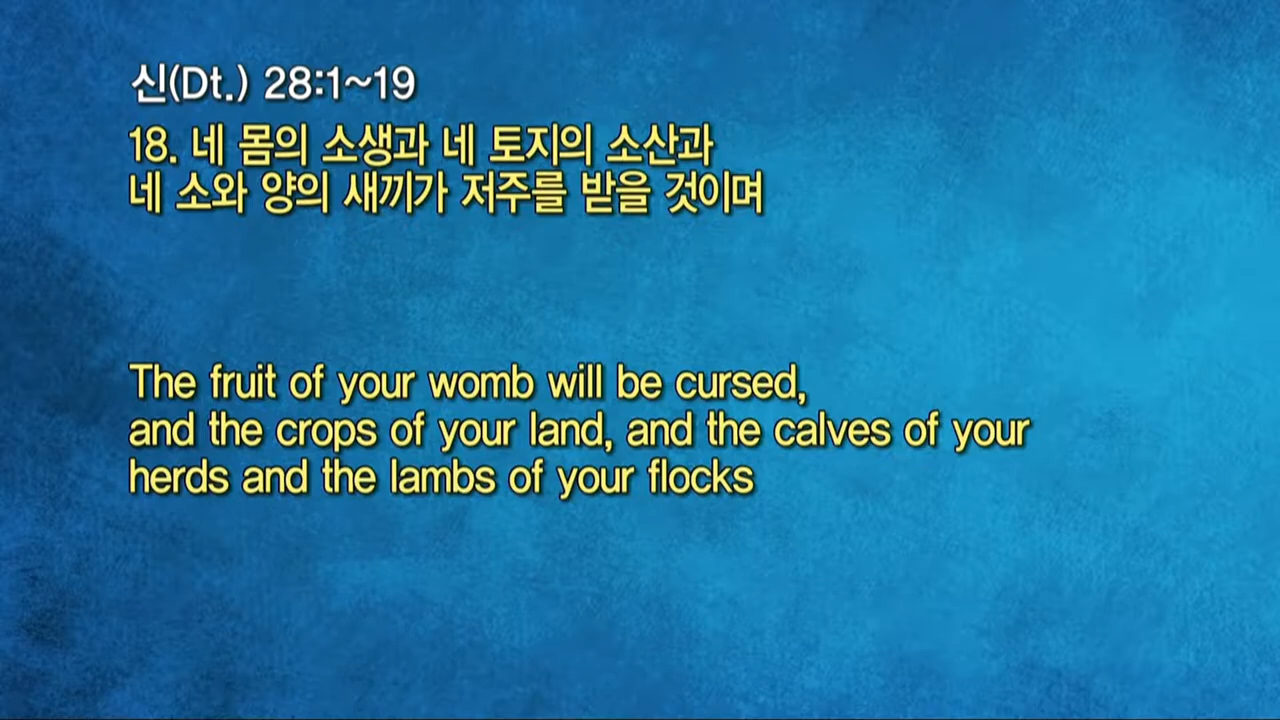 신(Dt.) 28:1~19
18. 네 몸의 소생과 네 토지의 소산과
네 소와 양의 새끼가 저주를 받을 것이며
The fruit of your womb will be cursed,
and the crops of your land, and the calves of your
herds and the lambs of your flocks